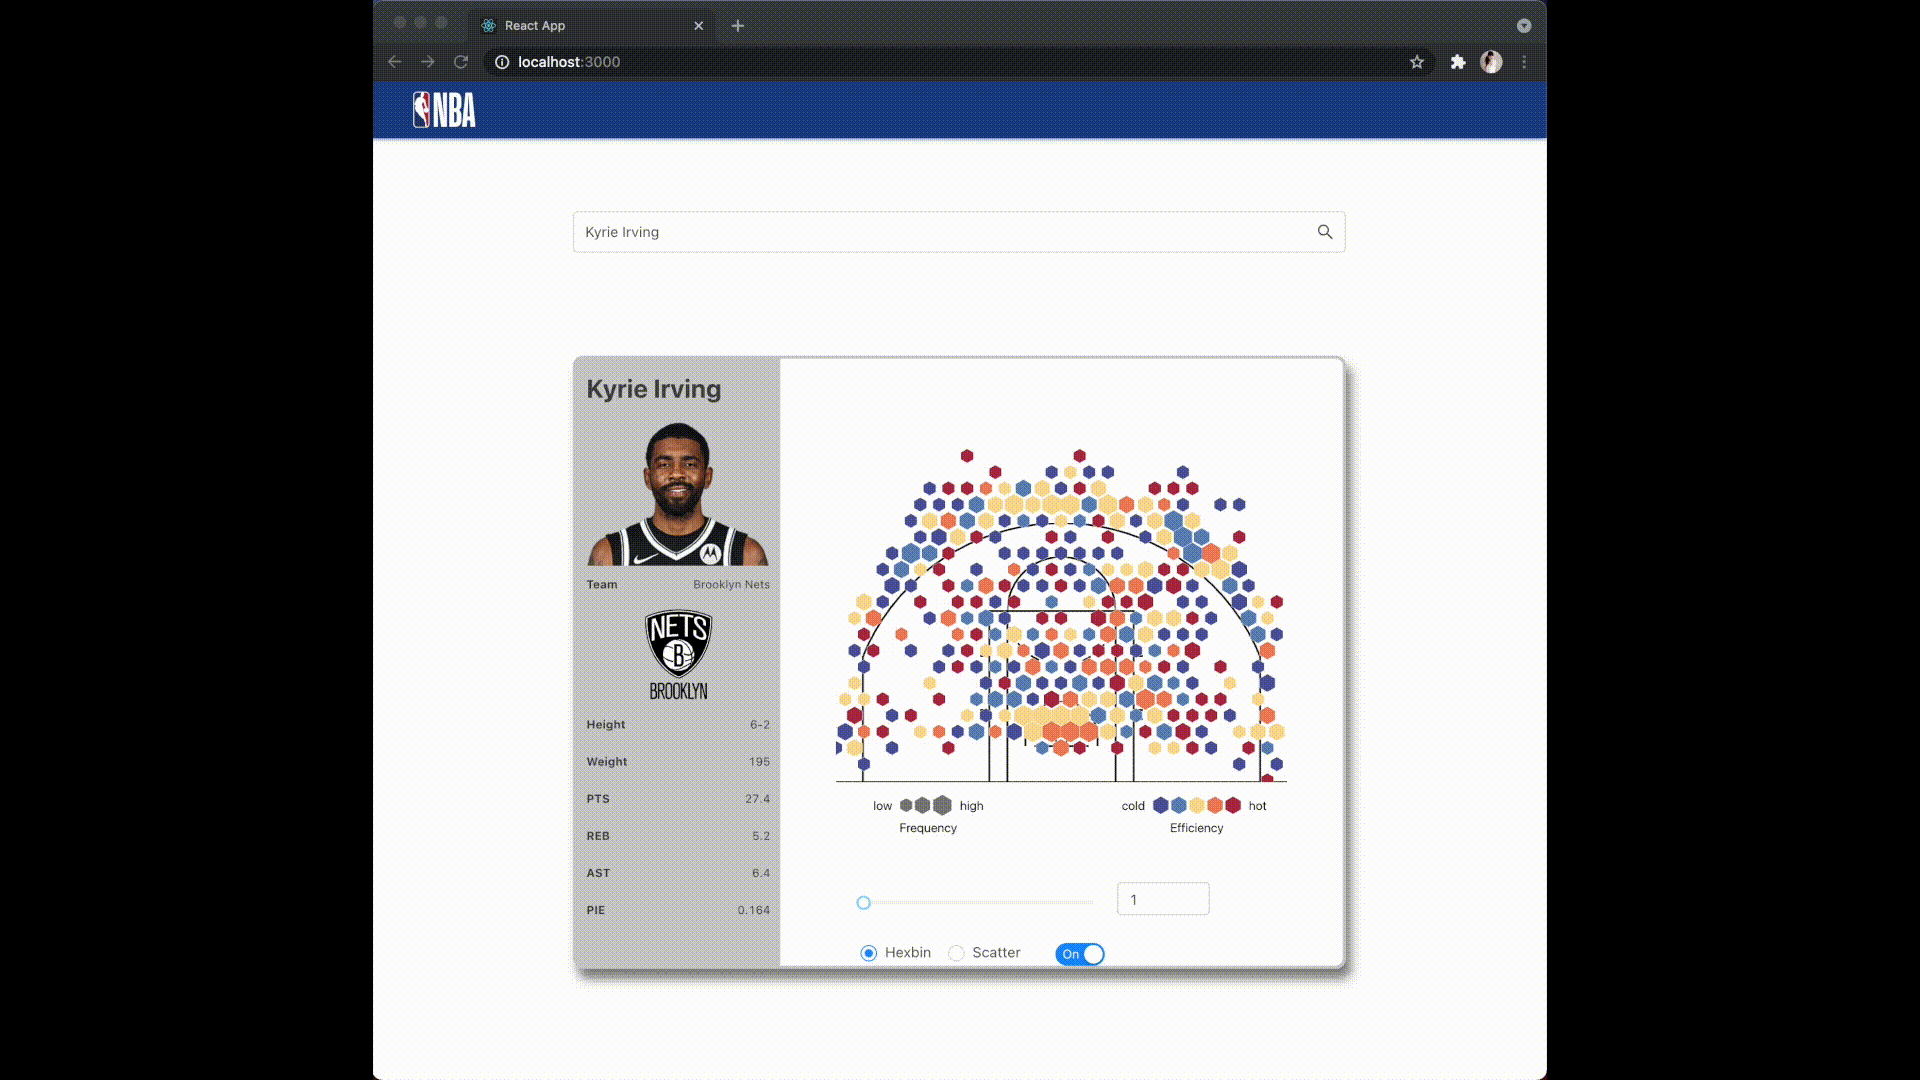 React App
localhost:3000
NBA
Kyrie Irving
Kyrie Irving
Team Brooklyn Nets
NETS
B
BROOKLYN
Height 6-2
Weight 195
PTS 27.4
REB 5.2
AST 6.4
PIE 0.164
low high
Frequency
cold hot
Efficiency
1
Hexbin Scatter On